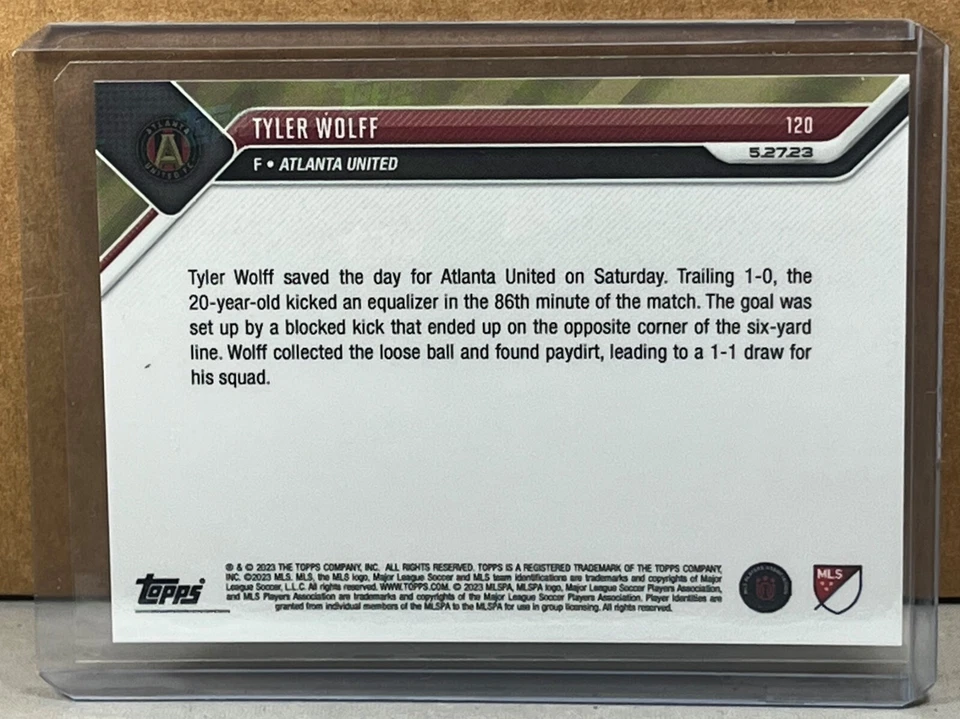 ATLANTA
A
UNITED FC
TYLER WOLFF
120
F • ATLANTA UNITED
5.27.23
Tyler Wolff saved the day for Atlanta United on Saturday. Trailing 1-0, the
20-year-old kicked an equalizer in the 86th minute of the match. The goal was
set up by a blocked kick that ended up on the opposite corner of the six-yard
line. Wolff collected the loose ball and found paydirt, leading to a 1-1 draw for
his squad.
Topps
® & © 2023 THE TOPPS COMPANY, INC. ALL RIGHTS RESERVED. TOPPS IS A REGISTERED TRADEMARK OF THE TOPPS COMPANY,
INC. ©2023 MLS. MLS, the MLS logo, Major League Soccer and MLS team identifications are trademarks and copyrights of Major
League Soccer, L.L.C. All rights reserved. WWW.TOPPS.COM. © 2023 MLSPA, MLSPA logo, Major League Soccer Players Association,
and MLS Players Association are trademarks and copyrights of the Major League Soccer Players Association. Player identities are
granted from individual members of the MLSPA to the MLSPA for use in group licensing. All rights reserved.
MLS